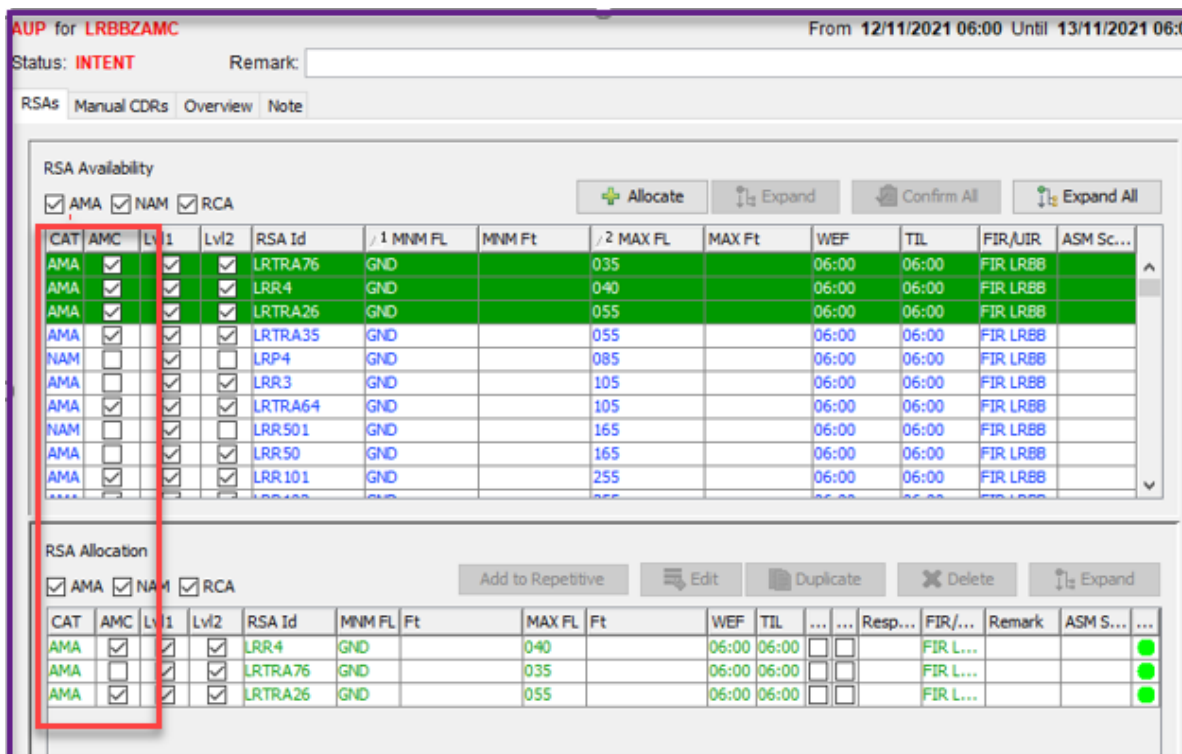 AUP for LRBBZAMC From 12/11/2021 06:00 Until 13/11/2021 06:0
Status: INTENT Remark:
RSAs Manual CDRs Overview Note
RSA Availability
AMA NAM RCA Allocate Expand Confirm All Expand All
CAT AMC Lvl1 Lvl2 RSA Id / 1 MNM FL MNM Ft / 2 MAX FL MAX Ft WEF TIL FIR/UIR ASM Sc...
AMA LRTRA76 GND 035 06:00 06:00 FIR LRBB
AMA LRR4 GND 040 06:00 06:00 FIR LRBB
AMA LRTRA26 GND 055 06:00 06:00 FIR LRBB
AMA LRTRA35 GND 055 06:00 06:00 FIR LRBB
NAM LRP4 GND 085 06:00 06:00 FIR LRBB
AMA LRR3 GND 105 06:00 06:00 FIR LRBB
AMA LRTRA64 GND 105 06:00 06:00 FIR LRBB
NAM LRR501 GND 165 06:00 06:00 FIR LRBB
AMA LRR50 GND 165 06:00 06:00 FIR LRBB
AMA LRR101 GND 255 06:00 06:00 FIR LRBB
RSA Allocation
AMA NAM RCA Add to Repetitive Edit Duplicate Delete Expand
CAT AMC Lvl1 Lvl2 RSA Id MNM FL Ft MAX FL Ft WEF TIL ... ... Resp... FIR/... Remark ASM S... ...
AMA LRR4 GND 040 06:00 06:00 FIR L...
AMA LRTRA76 GND 035 06:00 06:00 FIR L...
AMA LRTRA26 GND 055 06:00 06:00 FIR L...